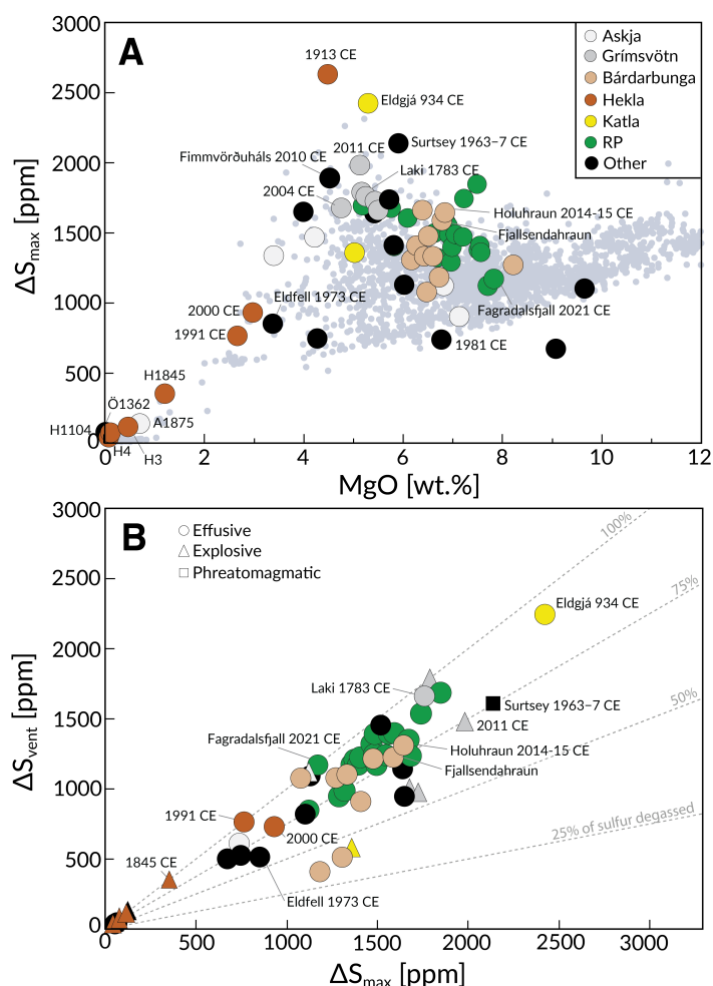 3000
2500
2000
1500
1000
500
0
ΔSmax [ppm]
A
1913 CE
Eldgjá 934 CE
2011 CE
Surtsey 1963–7 CE
Fimmvörðuháls 2010 CE
Laki 1783 CE
2004 CE
Holuhraun 2014-15 CE
Fjallsendahraun
Eldfell 1973 CE
2000 CE
Fagradalsfjall 2021 CE
1991 CE
1981 CE
H1845
Ö1362
A1875
H1104
H4
H3
Askja
Grímsvötn
Bárdarbunga
Hekla
Katla
RP
Other
0 2 4 6 8 10 12
MgO [wt.%]
3000
2500
2000
1500
1000
500
0
ΔSvent [ppm]
B
Effusive
Explosive
Phreatomagmatic
100%
75%
50%
25% of sulfur degassed
Eldgjá 934 CE
Laki 1783 CE
Surtsey 1963–7 CE
2011 CE
Fagradalsfjall 2021 CE
Holuhraun 2014-15 CE
Fjallsendahraun
1991 CE
2000 CE
1845 CE
Eldfell 1973 CE
0 500 1000 1500 2000 2500 3000
ΔSmax [ppm]